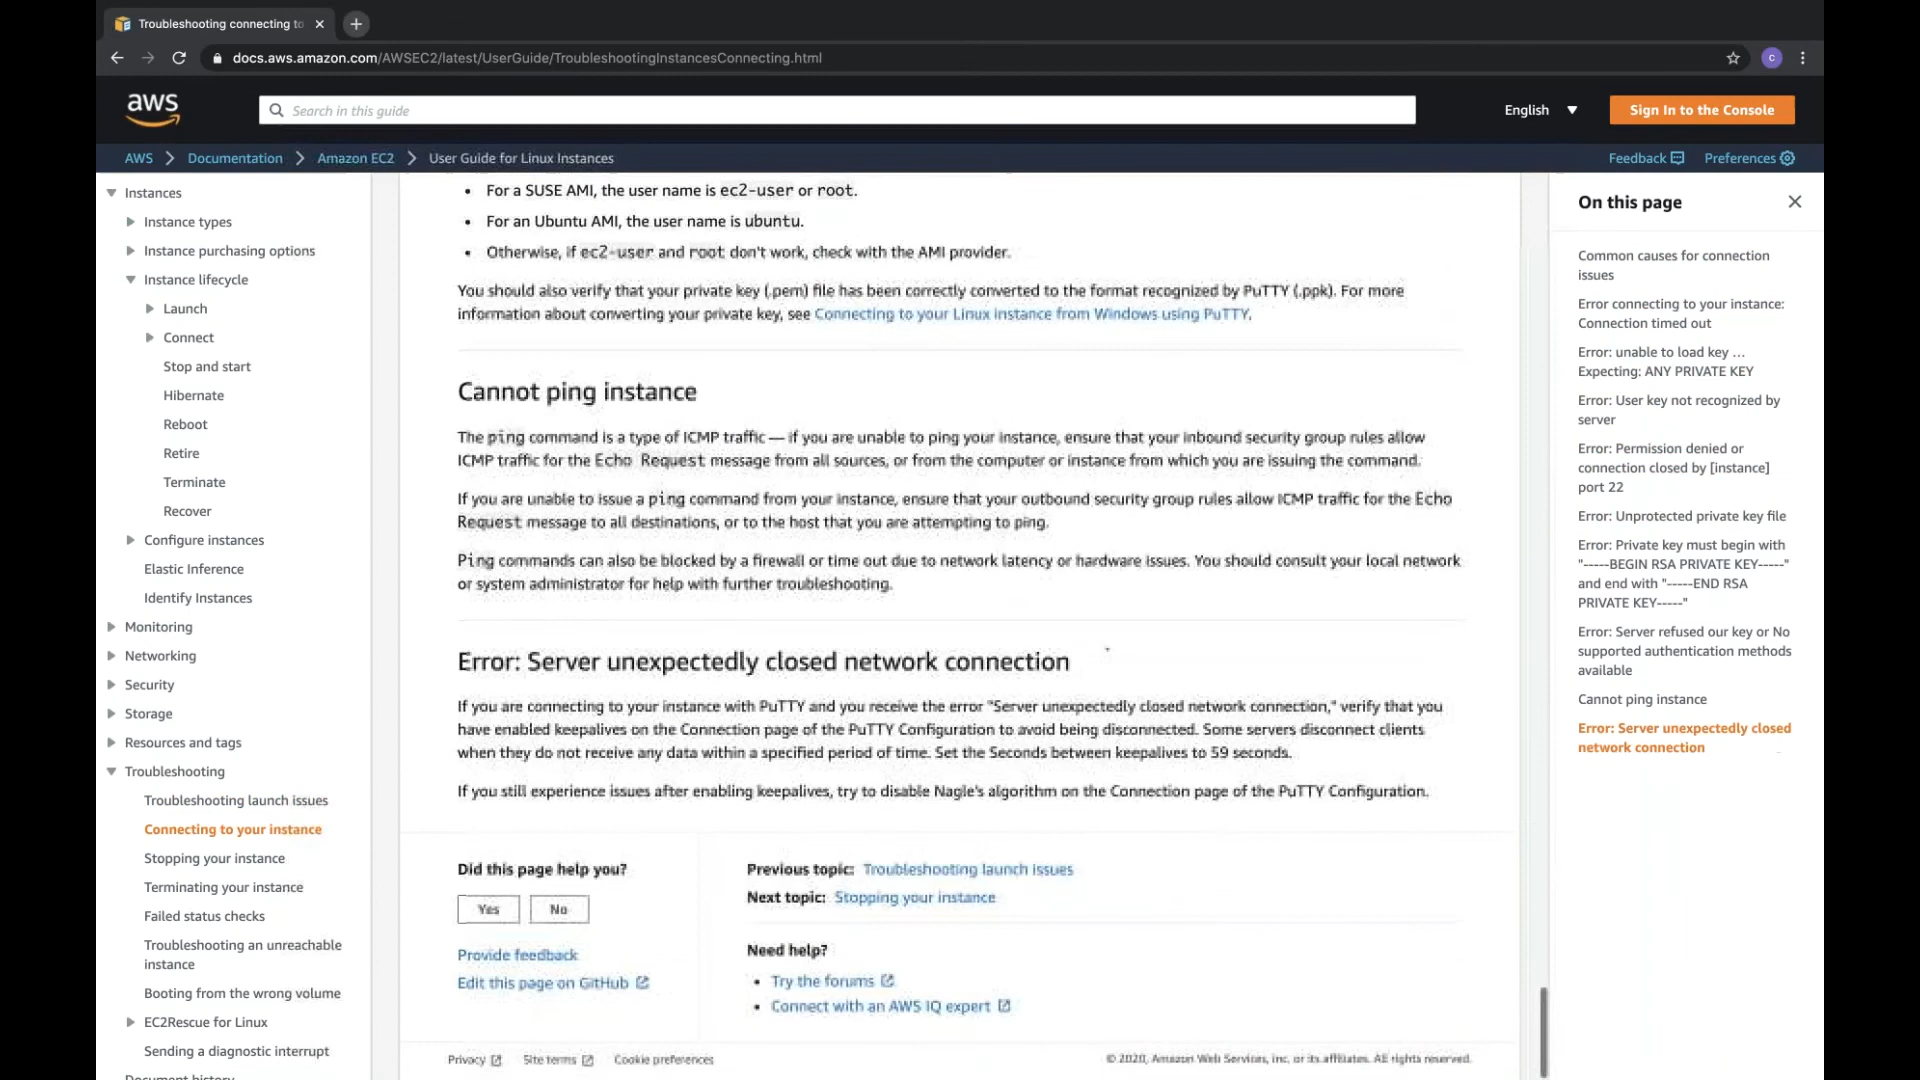 Troubleshooting connecting to
docs.aws.amazon.com/AWSEC2/latest/UserGuide/TroubleshootingInstancesConnecting.html
c
aws
Search in this guide
English
Sign In to the Console
AWS
Documentation
Amazon EC2
User Guide for Linux Instances
Feedback
Preferences
Instances
Instance types
Instance purchasing options
Instance lifecycle
Launch
Connect
Stop and start
Hibernate
Reboot
Retire
Terminate
Recover
Configure instances
Elastic Inference
Identify Instances
Monitoring
Networking
Security
Storage
Resources and tags
Troubleshooting
Troubleshooting launch issues
Connecting to your instance
Stopping your instance
Terminating your instance
Failed status checks
Troubleshooting an unreachable
instance
Booting from the wrong volume
EC2Rescue for Linux
Sending a diagnostic interrupt
Document history
• For a SUSE AMI, the user name is ec2-user or root.
• For an Ubuntu AMI, the user name is ubuntu.
• Otherwise, if ec2-user and root don't work, check with the AMI provider.
You should also verify that your private key (.pem) file has been correctly converted to the format recognized by PuTTY (.ppk). For more
information about converting your private key, see Connecting to your Linux instance from Windows using PuTTY.
Cannot ping instance
The ping command is a type of ICMP traffic — if you are unable to ping your instance, ensure that your inbound security group rules allow
ICMP traffic for the Echo Request message from all sources, or from the computer or instance from which you are issuing the command.
If you are unable to issue a ping command from your instance, ensure that your outbound security group rules allow ICMP traffic for the Echo
Request message to all destinations, or to the host that you are attempting to ping.
Ping commands can also be blocked by a firewall or time out due to network latency or hardware issues. You should consult your local network
or system administrator for help with further troubleshooting.
Error: Server unexpectedly closed network connection
If you are connecting to your instance with PuTTY and you receive the error "Server unexpectedly closed network connection," verify that you
have enabled keepalives on the Connection page of the PuTTY Configuration to avoid being disconnected. Some servers disconnect clients
when they do not receive any data within a specified period of time. Set the Seconds between keepalives to 59 seconds.
If you still experience issues after enabling keepalives, try to disable Nagle's algorithm on the Connection page of the PuTTY Configuration.
Did this page help you?
Yes
No
Provide feedback
Edit this page on GitHub
Previous topic: Troubleshooting launch issues
Next topic: Stopping your instance
Need help?
• Try the forums
• Connect with an AWS IQ expert
Privacy
Site terms
Cookie preferences
© 2020, Amazon Web Services, Inc. or its affiliates. All rights reserved.
On this page
Common causes for connection
issues
Error connecting to your instance:
Connection timed out
Error: unable to load key ...
Expecting: ANY PRIVATE KEY
Error: User key not recognized by
server
Error: Permission denied or
connection closed by [instance]
port 22
Error: Unprotected private key file
Error: Private key must begin with
"-----BEGIN RSA PRIVATE KEY-----"
and end with "-----END RSA
PRIVATE KEY-----"
Error: Server refused our key or No
supported authentication methods
available
Cannot ping instance
Error: Server unexpectedly closed
network connection